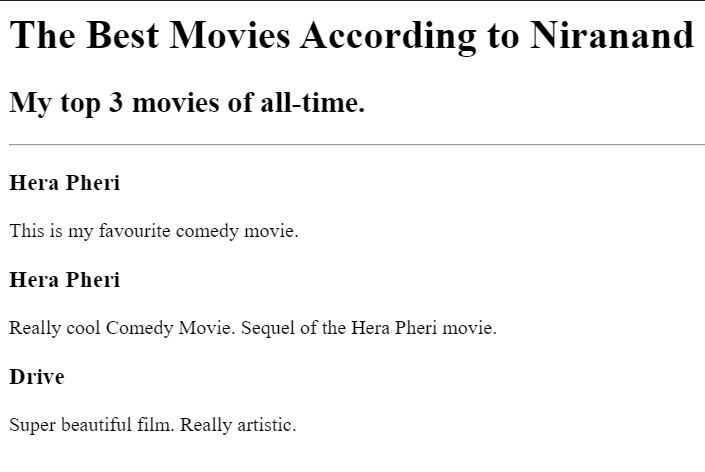 The Best Movies According to Niranand
My top 3 movies of all-time.
Hera Pheri
This is my favourite comedy movie.
Hera Pheri
Really cool Comedy Movie. Sequel of the Hera Pheri movie.
Drive
Super beautiful film. Really artistic.